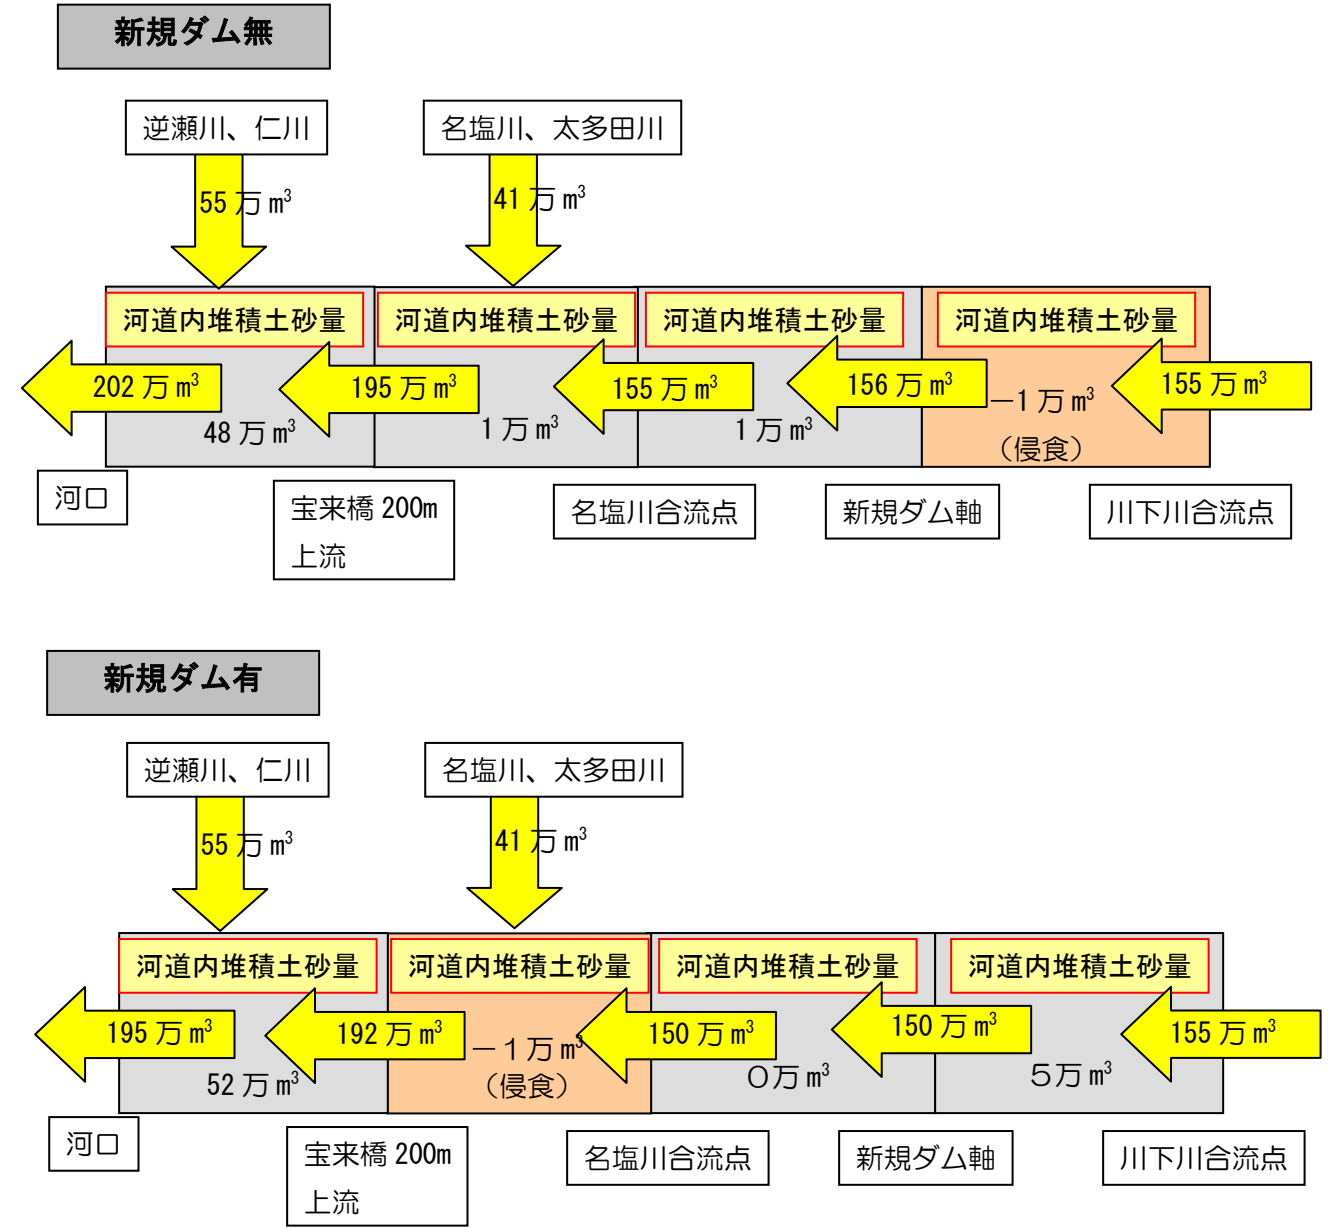 新規ダム無
逆瀬川、仁川
名塩川、太多田川
55 万 m³
41 万 m³
河道内堆積土砂量
河道内堆積土砂量
河道内堆積土砂量
河道内堆積土砂量
202 万 m³
195 万 m³
155 万 m³
156 万 m³
155 万 m³
48 万 m³
1 万 m³
1 万 m³
－1 万 m³
（侵食）
河口
宝来橋 200m
上流
名塩川合流点
新規ダム軸
川下川合流点
新規ダム有
逆瀬川、仁川
名塩川、太多田川
55 万 m³
41 万 m³
河道内堆積土砂量
河道内堆積土砂量
河道内堆積土砂量
河道内堆積土砂量
195 万 m³
192 万 m³
150 万 m³
150 万 m³
155 万 m³
52 万 m³
－１万 m³
（侵食）
０万 m³
５万 m³
河口
宝来橋 200m
上流
名塩川合流点
新規ダム軸
川下川合流点